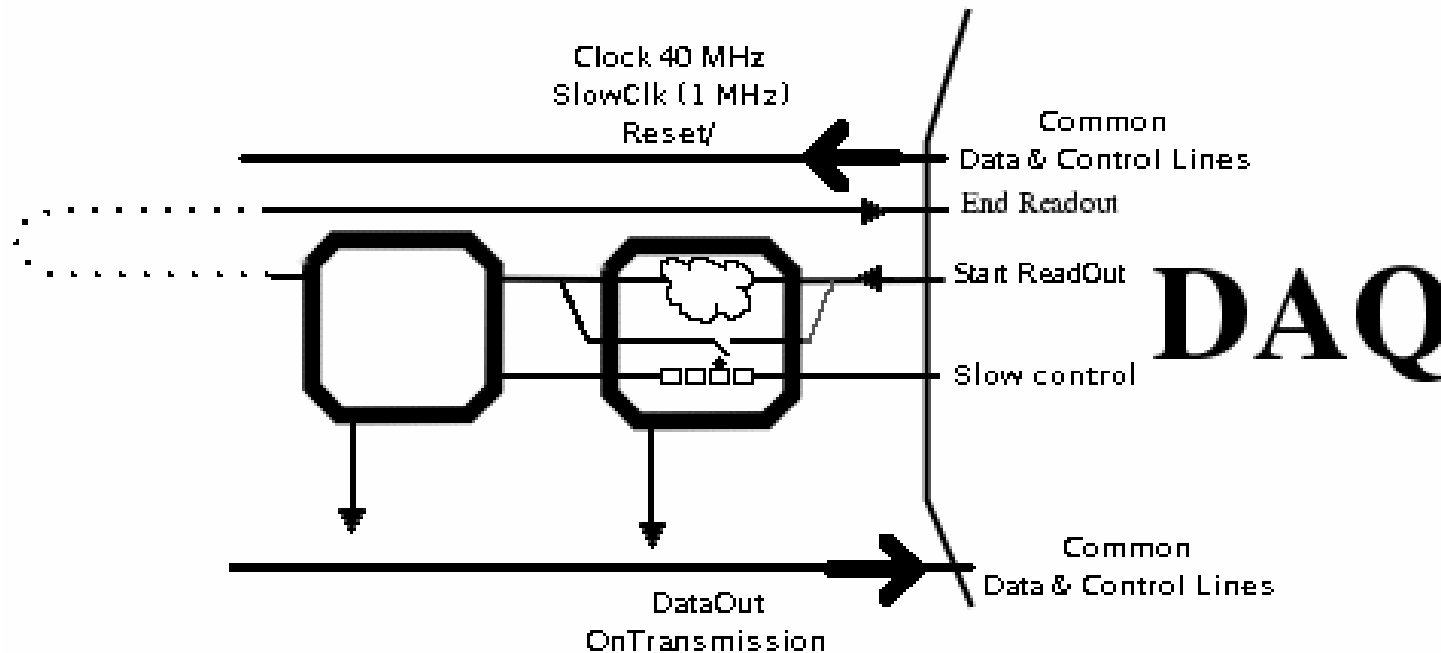 Clock 40 MHz
SlowClk (1 MHz)
Reset/
Common
Data & Control Lines
End Readout
Start ReadOut
DAQ
Slow control
Common
Data & Control Lines
DataOut
OnTransmission